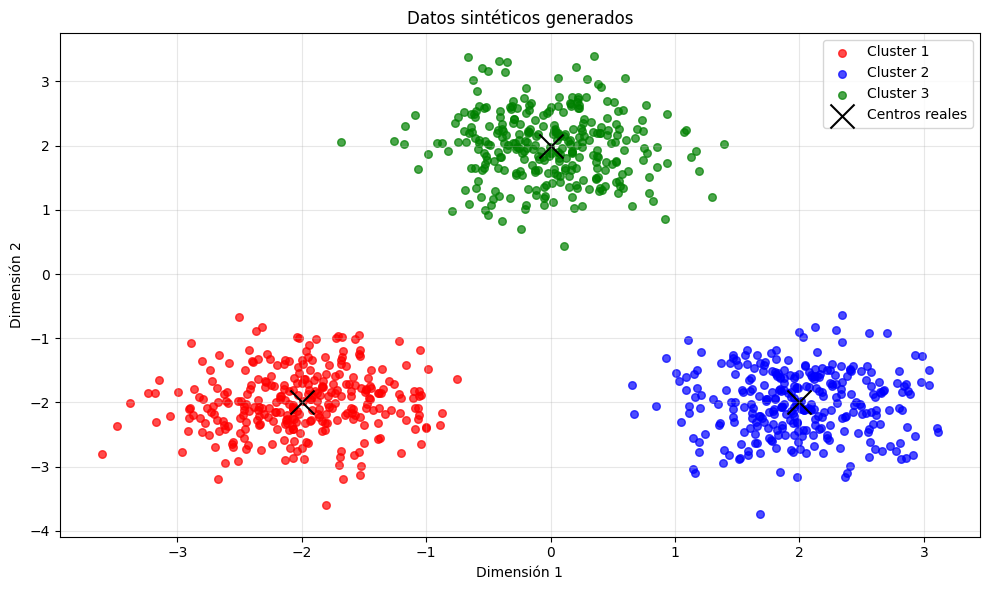 Datos sintéticos generados
Cluster 1
Cluster 2
Cluster 3
Centros reales
3
2
1
0
−1
−2
−3
−4
Dimensión 2
−3
−2
−1
0
1
2
3
Dimensión 1